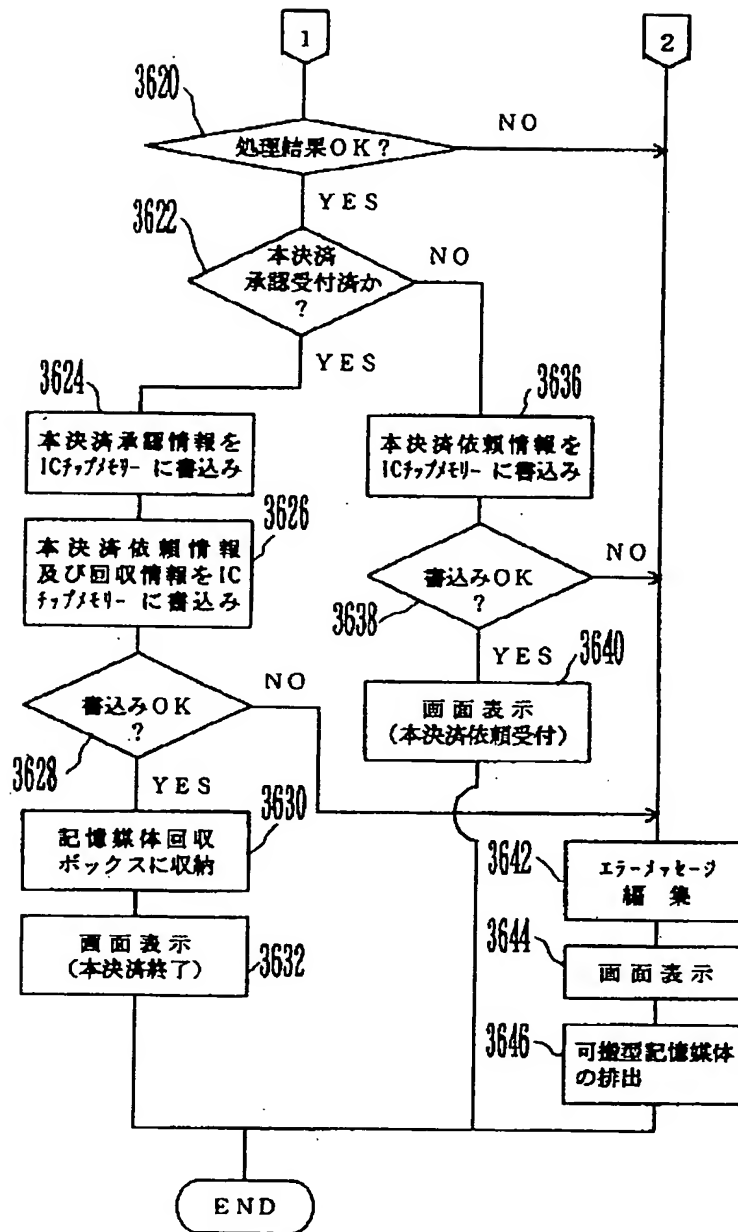 1
2
3620
処理結果OK?
NO
YES
3622
本決済
承認受付済か
?
NO
YES
3624
本決済承認情報を
ICチップメモリー に書込み
3636
本決済依頼情報を
ICチップメモリー に書込み
3626
本決済依頼情報
及び回収情報をIC
チップメモリー に書込み
書込みOK
?
NO
3638
YES
3640
画面表示
(本決済依頼受付)
書込みOK
?
NO
3628
YES
3630
記憶媒体回収
ボックスに収納
画面表示
(本決済終了)
3632
3642
エラーメッセージ
編集
3644
画面表示
3646
可搬型記憶媒体
の排出
END